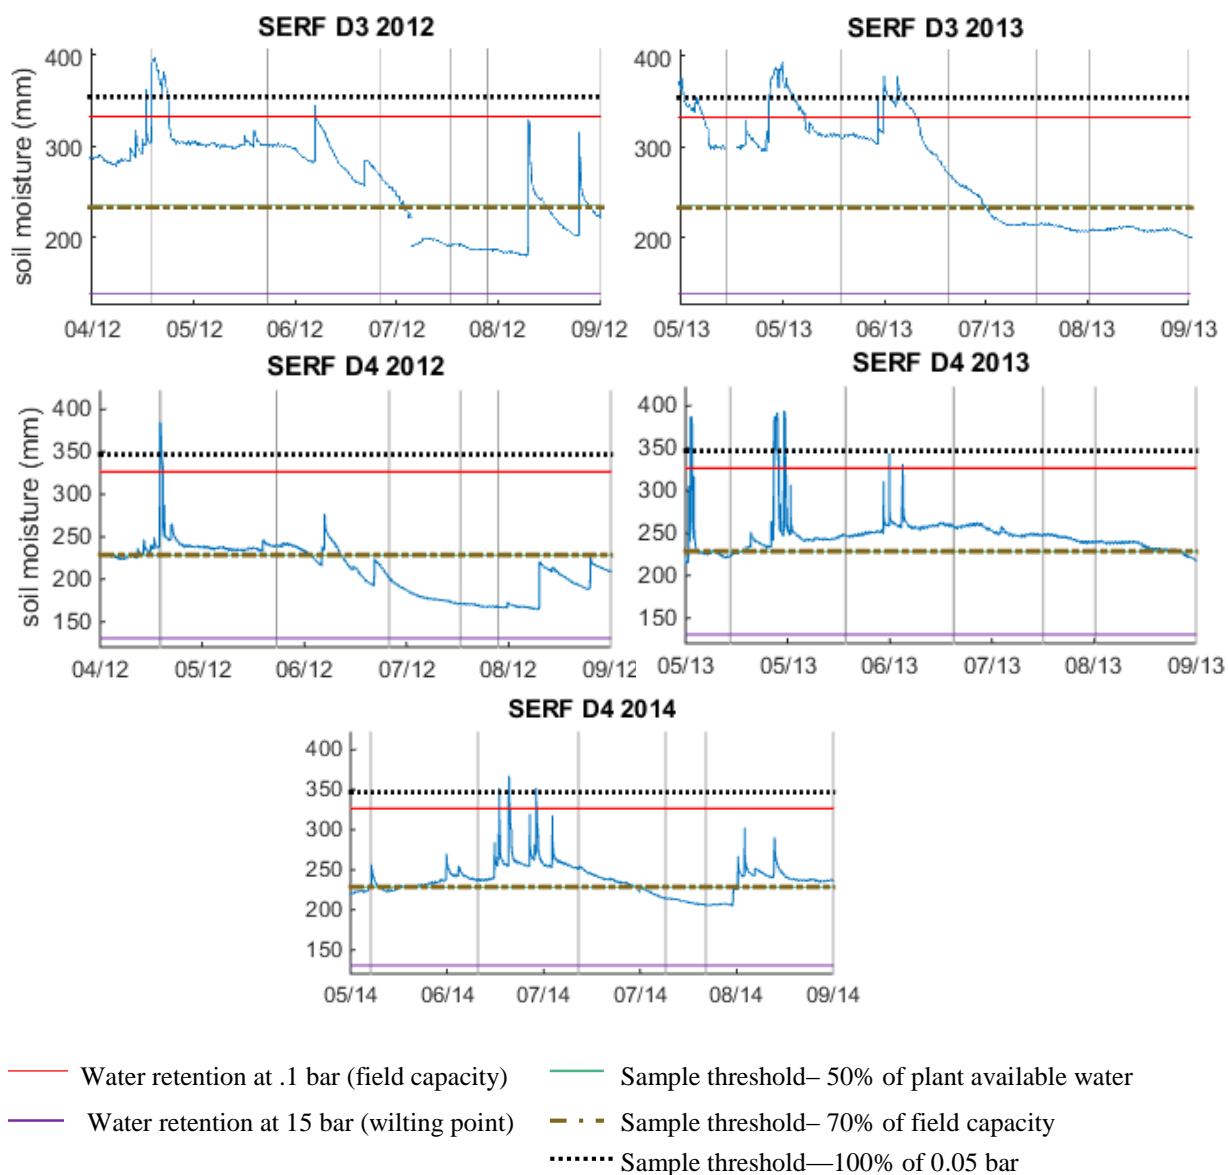 SERF D3 2012
SERF D3 2013
soil moisture (mm)
400
300
200
04/12 05/12 06/12 07/12 08/12 09/12
400
300
200
05/13 05/13 06/13 07/13 08/13 09/13
SERF D4 2012
SERF D4 2013
soil moisture (mm)
400
350
300
250
200
150
04/12 05/12 06/12 07/12 08/12 09/12
400
350
300
250
200
150
05/13 05/13 06/13 07/13 08/13 09/13
SERF D4 2014
400
350
300
250
200
150
05/14 06/14 07/14 07/14 08/14 09/14
Water retention at .1 bar (field capacity)
Sample threshold– 50% of plant available water
Water retention at 15 bar (wilting point)
Sample threshold– 70% of field capacity
Sample threshold—100% of 0.05 bar